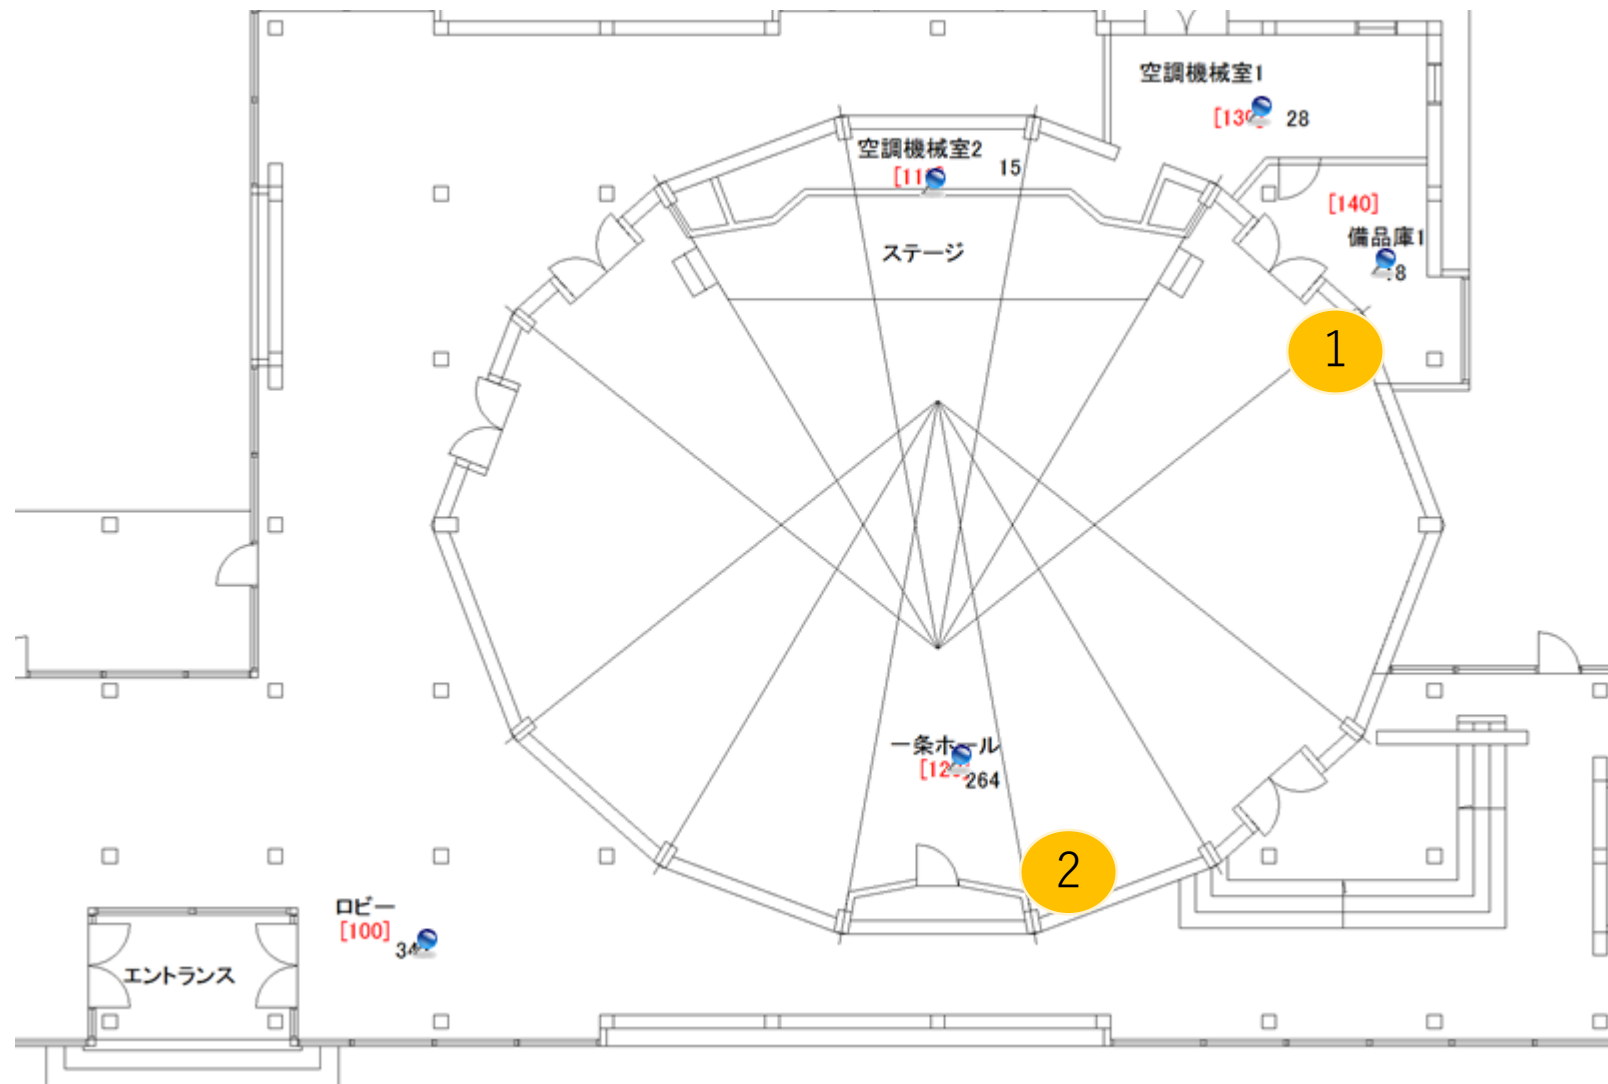 空調機械室1
28
空調機械室2
15
[140]
備品庫1
ステージ
1
一条ホール
264
2
ロビー
[100]
エントランス